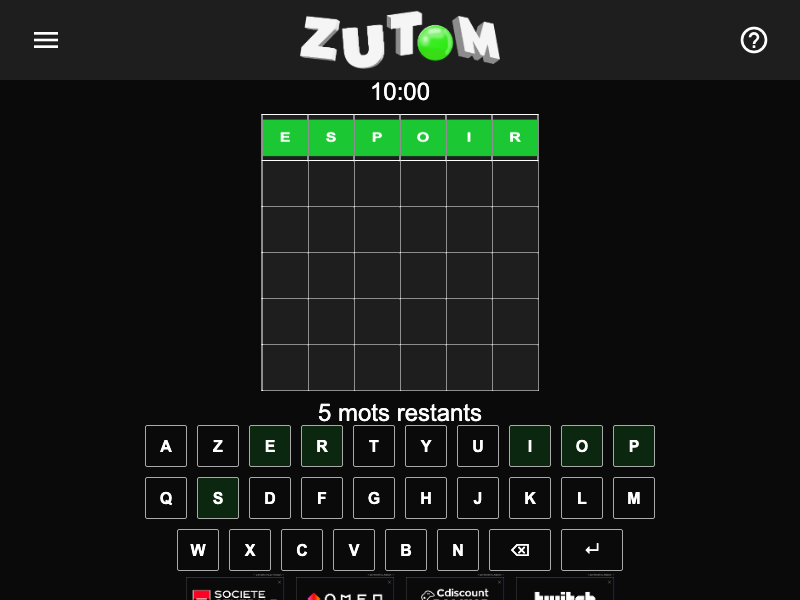 ZUTOM
10:00
E S P O I R
5 mots restants
A Z E R T Y U I O P
Q S D F G H J K L M
W X C V B N
SOCIETE OMEN Cdiscount twitch